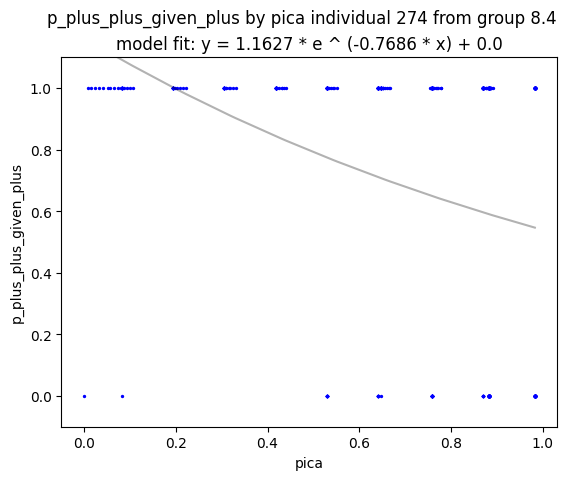 p_plus_plus_given_plus by pica individual 274 from group 8.4
model fit: y = 1.1627 * e ^ (-0.7686 * x) + 0.0
1.0
0.8
0.6
0.4
0.2
0.0
p_plus_plus_given_plus
0.0 0.2 0.4 0.6 0.8 1.0
pica